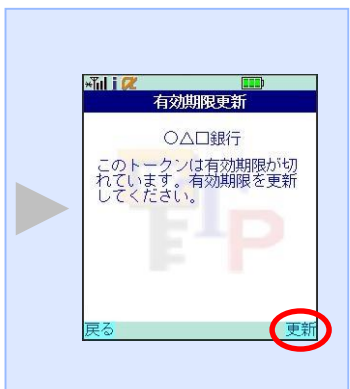 有効期限更新
○△□銀行
このトークンは有効期限が切
れています。有効期限を更新
してください。
戻る 更新